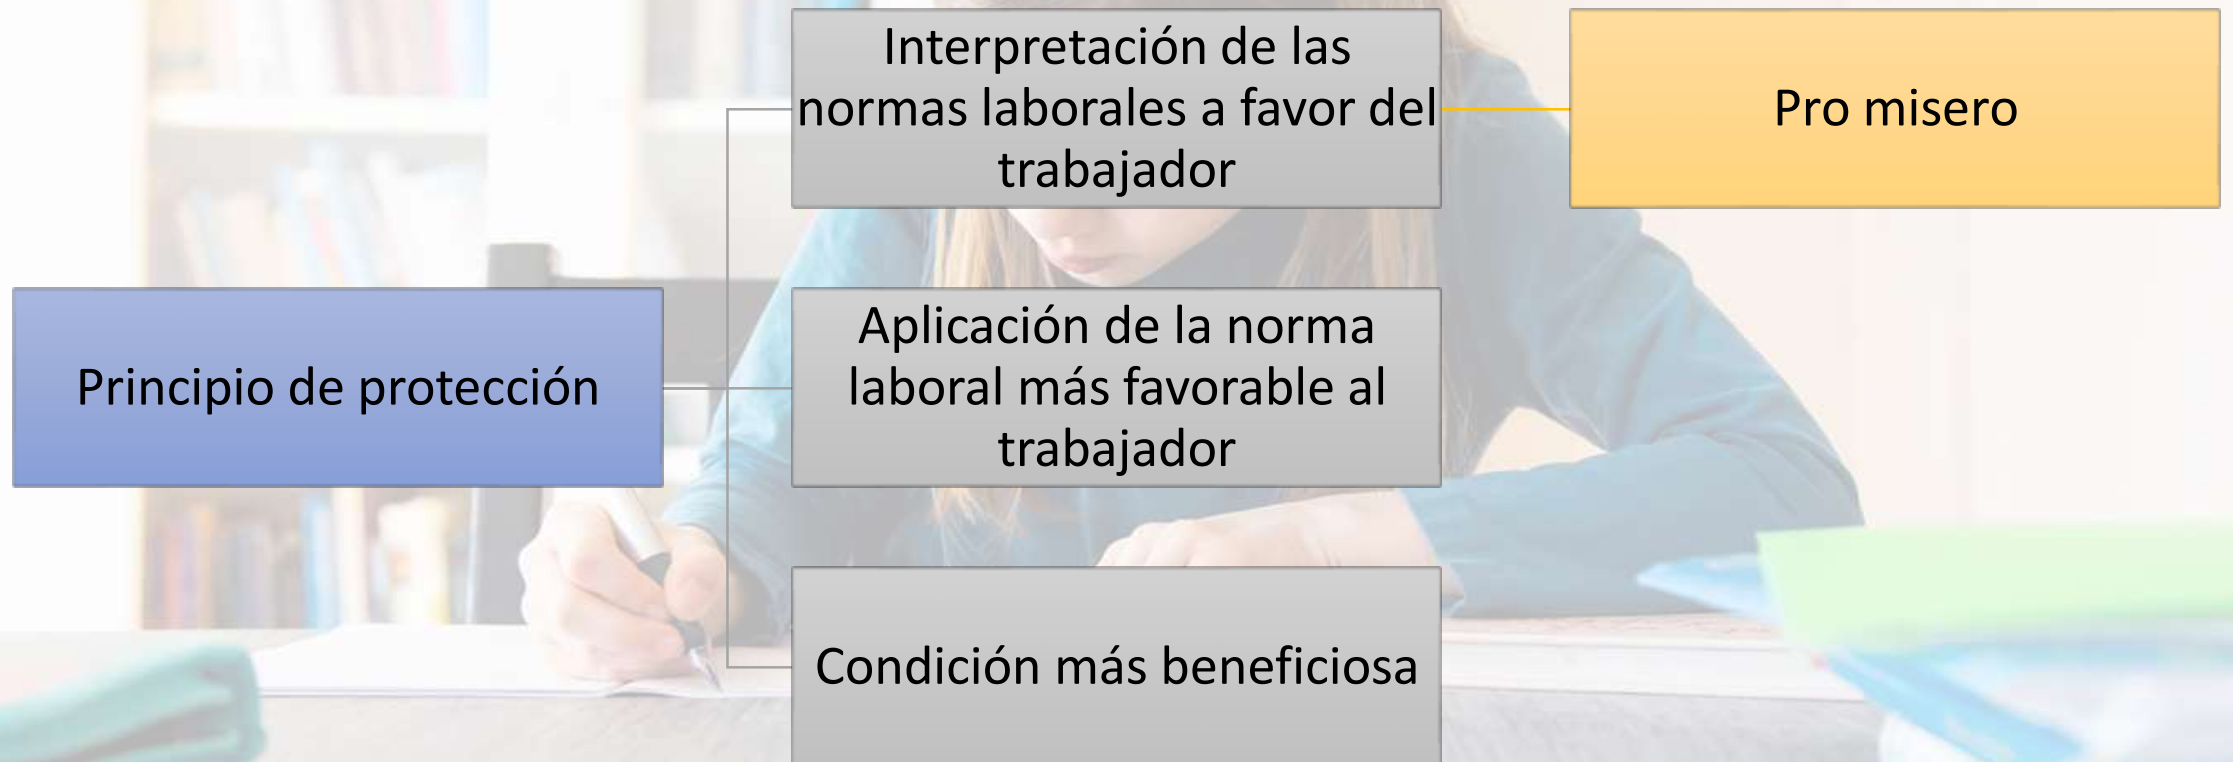 Interpretación de las
normas laborales a favor del
trabajador
Pro misero
Principio de protección
Aplicación de la norma
laboral más favorable al
trabajador
Condición más beneficiosa